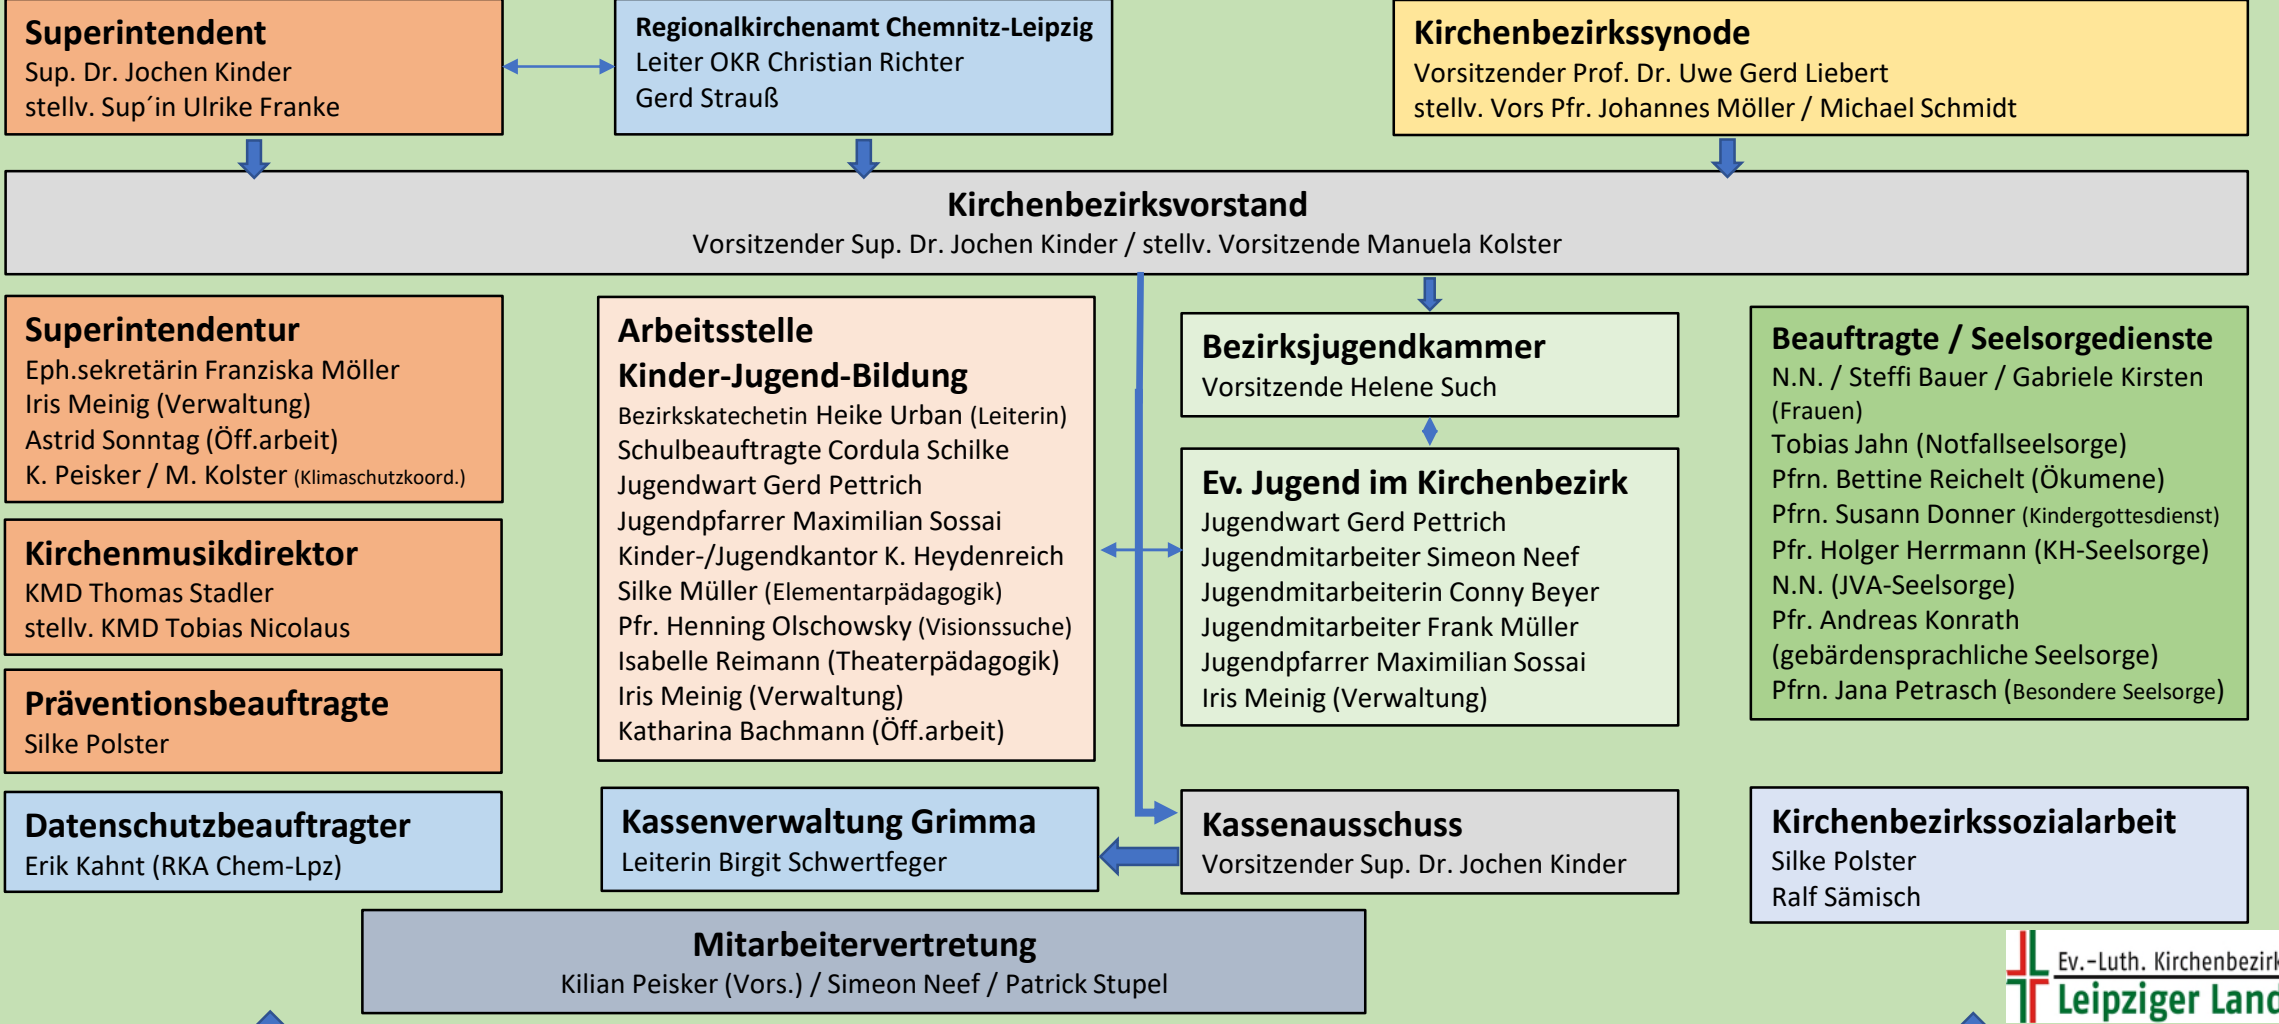 Superintendent
Sup. Dr. Jochen Kinder
stellv. Sup´in Ulrike Franke
Regionalkirchenamt Chemnitz-Leipzig
Leiter OKR Christian Richter
Gerd Strauß
Kirchenbezirkssynode
Vorsitzender Prof. Dr. Uwe Gerd Liebert
stellv. Vors Pfr. Johannes Möller / Michael Schmidt
Kirchenbezirksvorstand
Vorsitzender Sup. Dr. Jochen Kinder / stellv. Vorsitzende Manuela Kolster
Superintendentur
Eph.sekretärin Franziska Möller
Iris Meinig (Verwaltung)
Astrid Sonntag (Öff.arbeit)
K. Peisker / M. Kolster (Klimaschutzkoord.)
Kirchenmusikdirektor
KMD Thomas Stadler
stellv. KMD Tobias Nicolaus
Präventionsbeauftragte
Silke Polster
Datenschutzbeauftragter
Erik Kahnt (RKA Chem-Lpz)
Arbeitsstelle
Kinder-Jugend-Bildung
Bezirkskatechetin Heike Urban (Leiterin)
Schulbeauftragte Cordula Schilke
Jugendwart Gerd Pettrich
Jugendpfarrer Maximilian Sossai
Kinder-/Jugendkantor K. Heydenreich
Silke Müller (Elementarpädagogik)
Pfr. Henning Olschowsky (Visionssuche)
Isabelle Reimann (Theaterpädagogik)
Iris Meinig (Verwaltung)
Katharina Bachmann (Öff.arbeit)
Kassenverwaltung Grimma
Leiterin Birgit Schwertfeger
Bezirksjugendkammer
Vorsitzende Helene Such
Ev. Jugend im Kirchenbezirk
Jugendwart Gerd Pettrich
Jugendmitarbeiter Simeon Neef
Jugendmitarbeiterin Conny Beyer
Jugendmitarbeiter Frank Müller
Jugendpfarrer Maximilian Sossai
Iris Meinig (Verwaltung)
Kassenausschuss
Vorsitzender Sup. Dr. Jochen Kinder
Beauftragte / Seelsorgedienste
N.N. / Steffi Bauer / Gabriele Kirsten
(Frauen)
Tobias Jahn (Notfallseelsorge)
Pfrn. Bettine Reichelt (Ökumene)
Pfrn. Susann Donner (Kindergottesdienst)
Pfr. Holger Herrmann (KH-Seelsorge)
N.N. (JVA-Seelsorge)
Pfr. Andreas Konrath
(gebärdensprachliche Seelsorge)
Pfrn. Jana Petrasch (Besondere Seelsorge)
Kirchenbezirkssozialarbeit
Silke Polster
Ralf Sämisch
Mitarbeitervertretung
Kilian Peisker (Vors.) / Simeon Neef / Patrick Stupel
Ev.-Luth. Kirchenbezirk
Leipziger Land